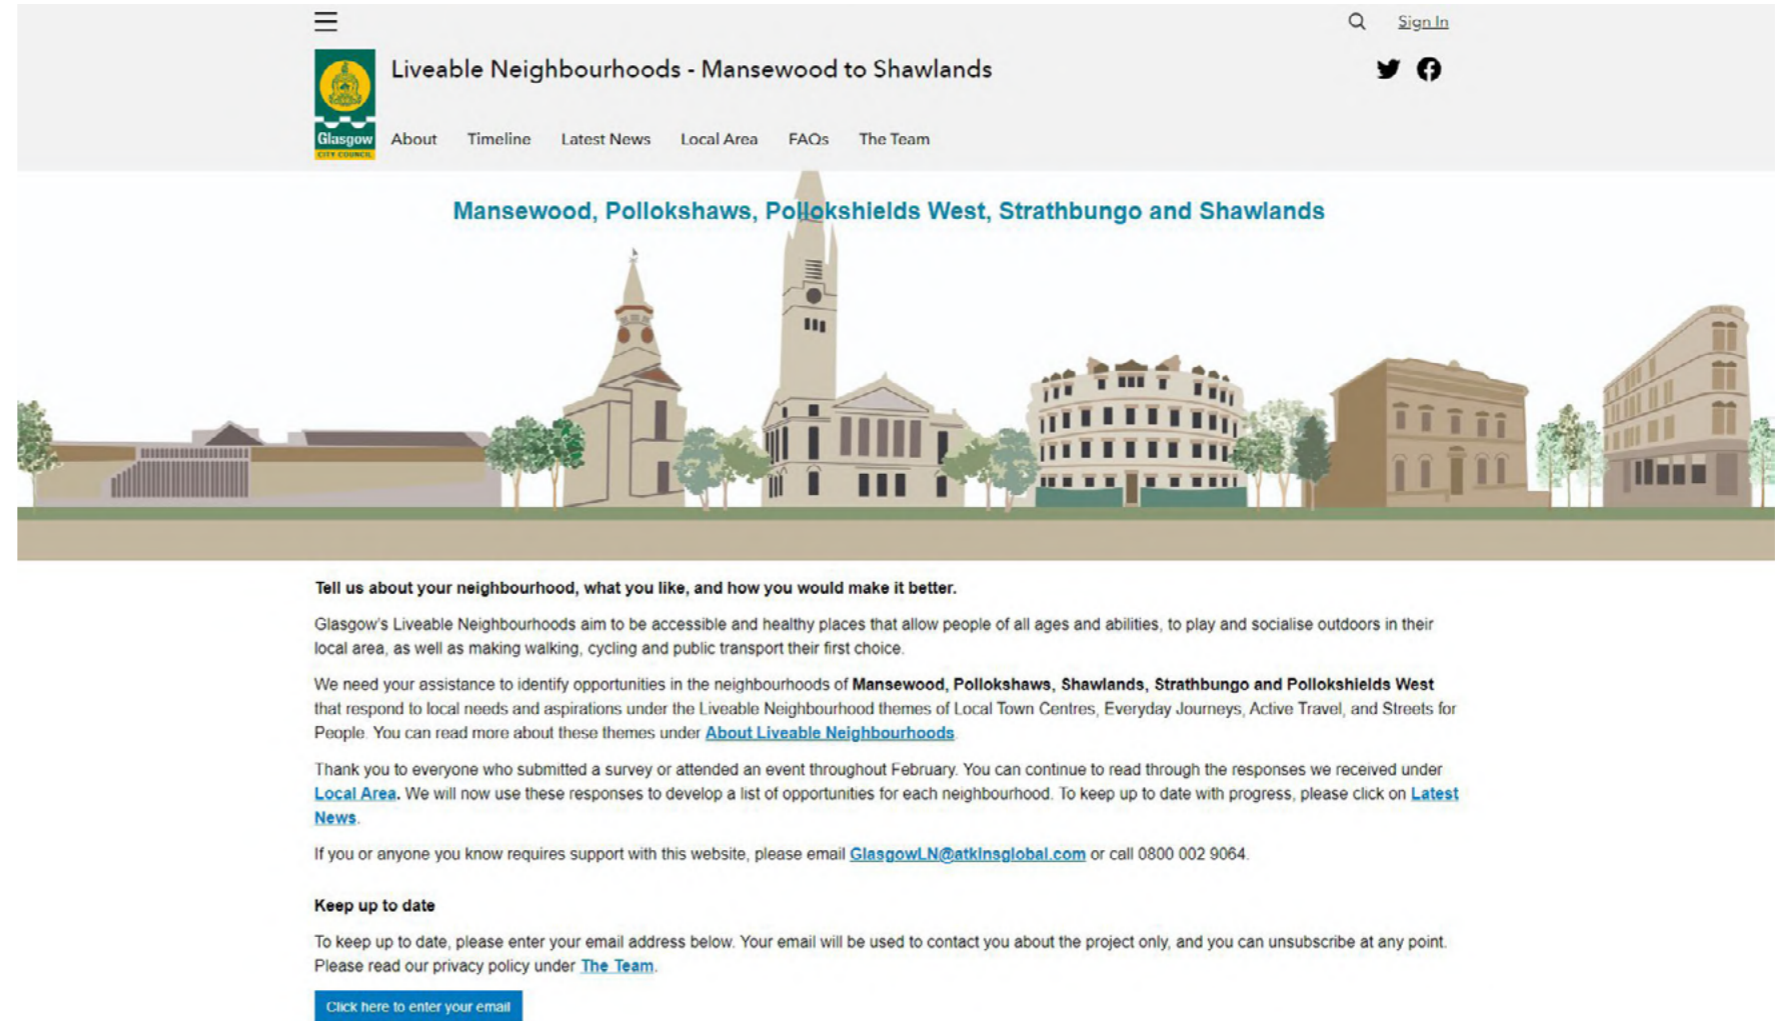 Sign In
Liveable Neighbourhoods - Mansewood to Shawlands
Glasgow
CITY COUNCIL
About Timeline Latest News Local Area FAQs The Team
Mansewood, Pollokshaws, Pollokshields West, Strathbungo and Shawlands
Tell us about your neighbourhood, what you like, and how you would make it better.
Glasgow's Liveable Neighbourhoods aim to be accessible and healthy places that allow people of all ages and abilities, to play and socialise outdoors in their
local area, as well as making walking, cycling and public transport their first choice.
We need your assistance to identify opportunities in the neighbourhoods of Mansewood, Pollokshaws, Shawlands, Strathbungo and Pollokshields West
that respond to local needs and aspirations under the Liveable Neighbourhood themes of Local Town Centres, Everyday Journeys, Active Travel, and Streets for
People. You can read more about these themes under About Liveable Neighbourhoods.
Thank you to everyone who submitted a survey or attended an event throughout February. You can continue to read through the responses we received under
Local Area. We will now use these responses to develop a list of opportunities for each neighbourhood. To keep up to date with progress, please click on Latest
News.
If you or anyone you know requires support with this website, please email GlasgowLN@atkinsglobal.com or call 0800 002 9064.
Keep up to date
To keep up to date, please enter your email address below. Your email will be used to contact you about the project only, and you can unsubscribe at any point.
Please read our privacy policy under The Team.
Click here to enter your email